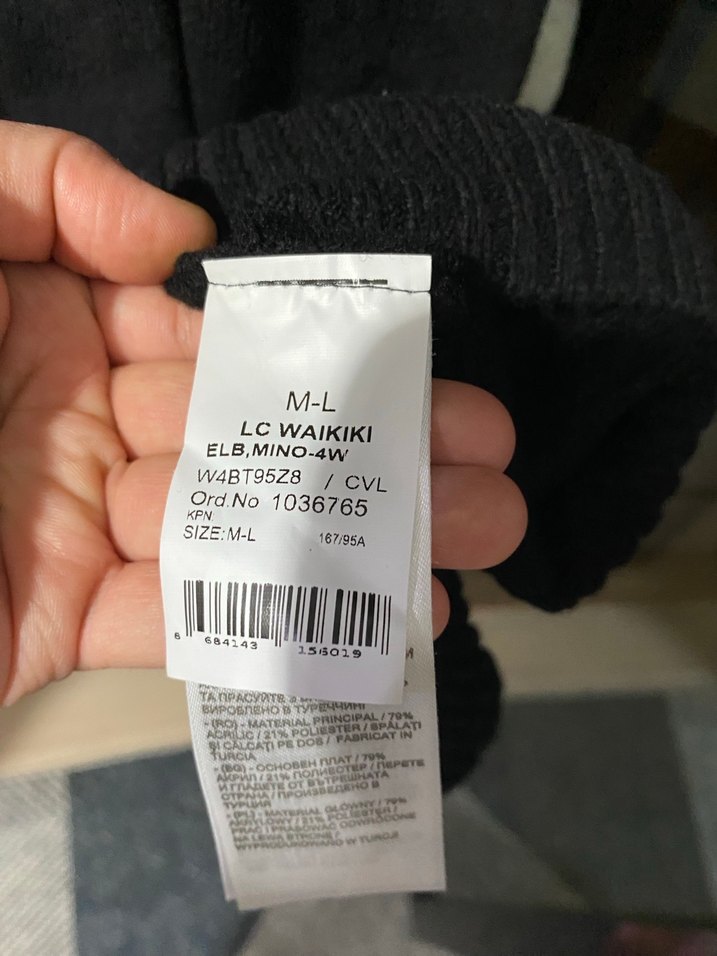 M-L
LC WAIKIKI
ELB,MINO-4W
W4BT95Z8 / CVL
Ord.No 1036765
KPN:
SIZE:M-L 167/95A
8 684143 156019
ТА ПРАСУЙТЕ З
ВИРОБЛЕНО В ТУРЕЧЧИНІ
- (RO) - MATERIAL PRINCIPAL / 79%
ACRILIC / 21% POLIESTER / SPĂLAȚI
ȘI CĂLCAȚI PE DOS / FABRICAT IN
TURCIA
- (BG) - ОСНОВЕН ПЛАТ / 79%
АКРИЛ / 21% ПОЛИЕСТЕР / ПЕРЕТЕ
И ГЛАДЕТЕ ОТ ВЪТРЕШНАТА
СТРАНА / ПРОИЗВЕДЕНО В
ТУРЦИЯ
- (PL) - MATERIAŁ GŁÓWNY / 79%
AKRYLOWY / 21% POLIESTER /
PRAĆ I PRASOWAĆ ODWRÓCONE
NA LEWĄ STRONĘ /
WYPRODUKOWANO W TURCJI